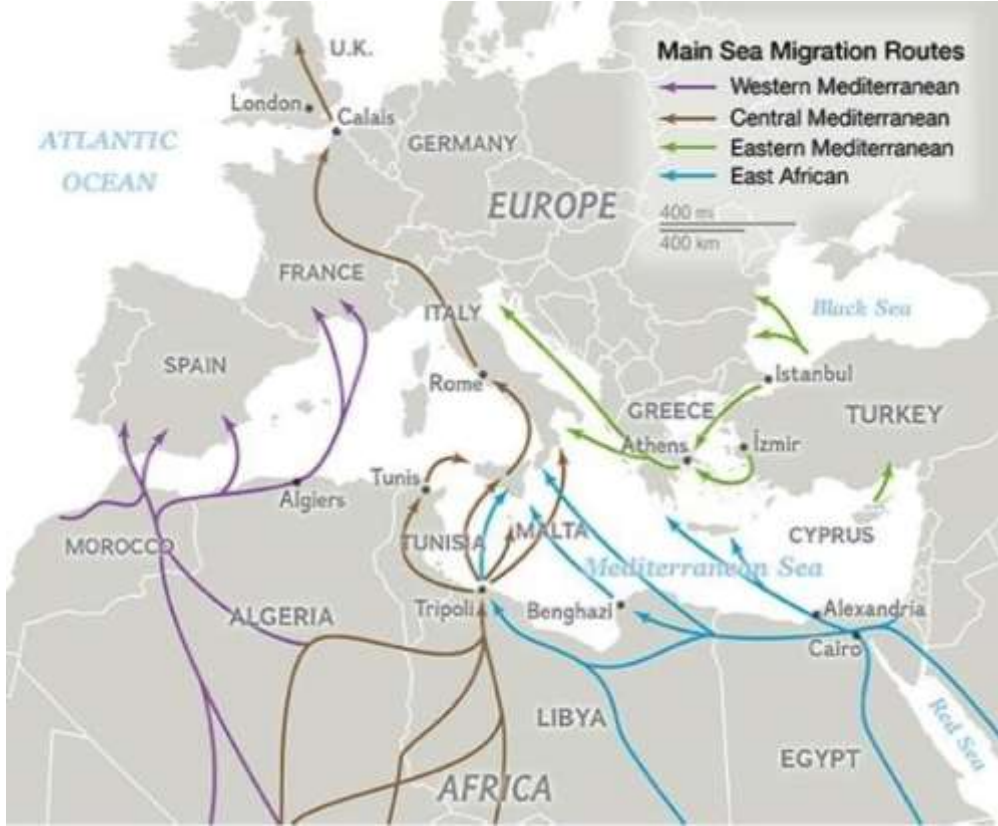 Main Sea Migration Routes
Western Mediterranean
Central Mediterranean
Eastern Mediterranean
East African
400 mi
400 km
U.K.
London
Calais
ATLANTIC
OCEAN
GERMANY
EUROPE
FRANCE
ITALY
Black Sea
SPAIN
Rome
Istanbul
GREECE
TURKEY
Athens
İzmir
Tunis
Algiers
MOROCCO
TUNISIA
MALTA
CYPRUS
Mediterranean Sea
ALGERIA
Tripoli
Benghazi
Alexandria
Cairo
LIBYA
Red Sea
EGYPT
AFRICA